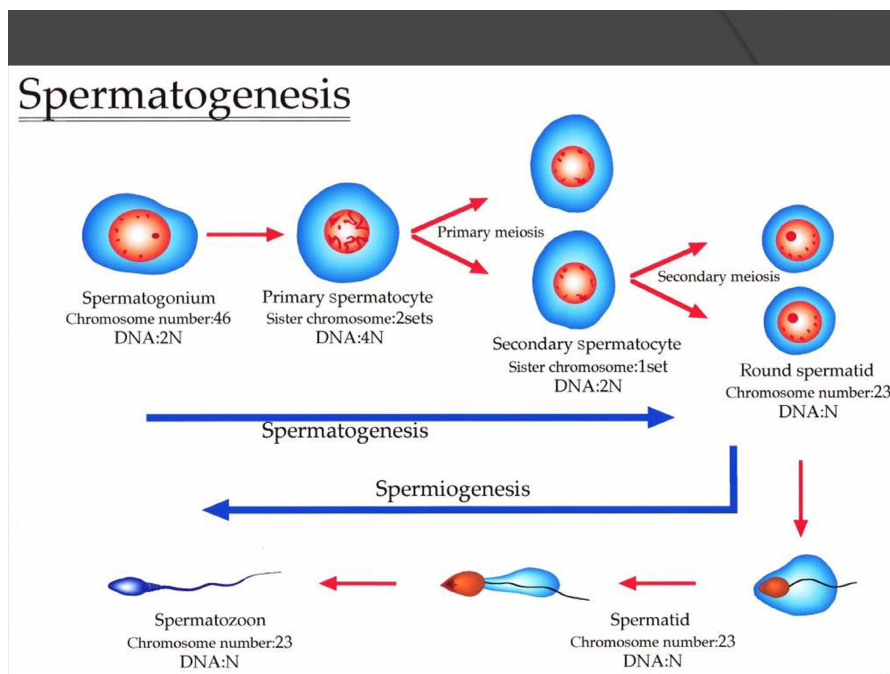 Spermatogenesis
Primary meiosis
Secondary meiosis
Spermatogonium
Chromosome number:46
DNA:2N
Primary spermatocyte
Sister chromosome:2sets
DNA:4N
Secondary spermatocyte
Sister chromosome:1set
DNA:2N
Round spermatid
Chromosome number:23
DNA:N
Spermatogenesis
Spermiogenesis
Spermatozoon
Chromosome number:23
DNA:N
Spermatid
Chromosome number:23
DNA:N